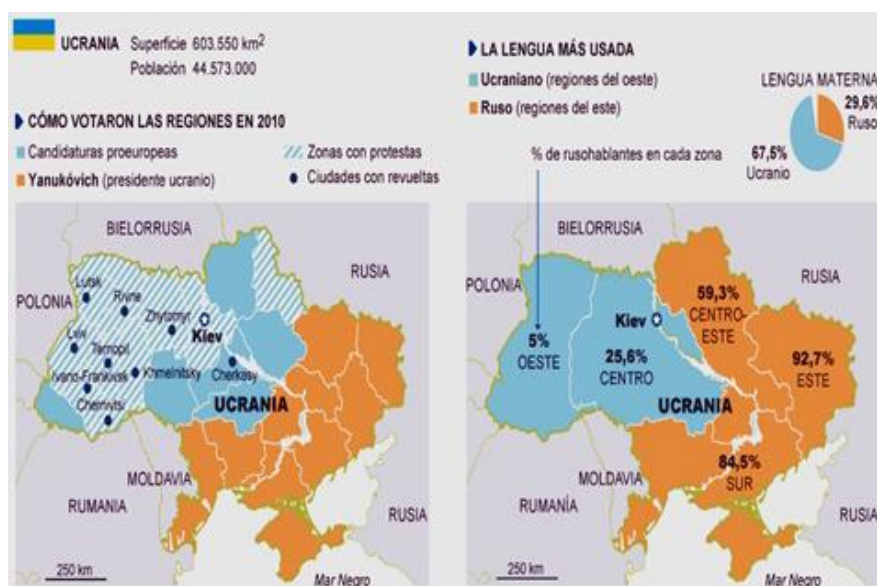 UCRANIA Superficie 603.550 km²
Población 44.573.000
CÓMO VOTARON LAS REGIONES EN 2010
Candidaturas proeuropeas
Zonas con protestas
Yanukóvich (presidente ucranio)
Ciudades con revueltas
BIELORRUSIA
RUSIA
POLONIA
Lutsk
Rivne
Zhytomyr
Kiev
Lviv
Ternopil
Ivano-Frankivsk
Khmelnitsky
Cherkasy
Chernivtsi
UCRANIA
MOLDAVIA
RUMANIA
RUSIA
250 km
Mar Negro
LA LENGUA MÁS USADA
Ucraniano (regiones del oeste)
Ruso (regiones del este)
LENGUA MATERNA
29,6%
Ruso
67,5%
Ucranio
% de rusohablantes en cada zona
BIELORRUSIA
POLONIA
RUSIA
Kiev
59,3%
CENTRO-
ESTE
5%
OESTE
25,6%
CENTRO
92,7%
ESTE
UCRANIA
84,5%
SUR
MOLDAVIA
RUMANÍA
RUSIA
250 km
Mar Negro